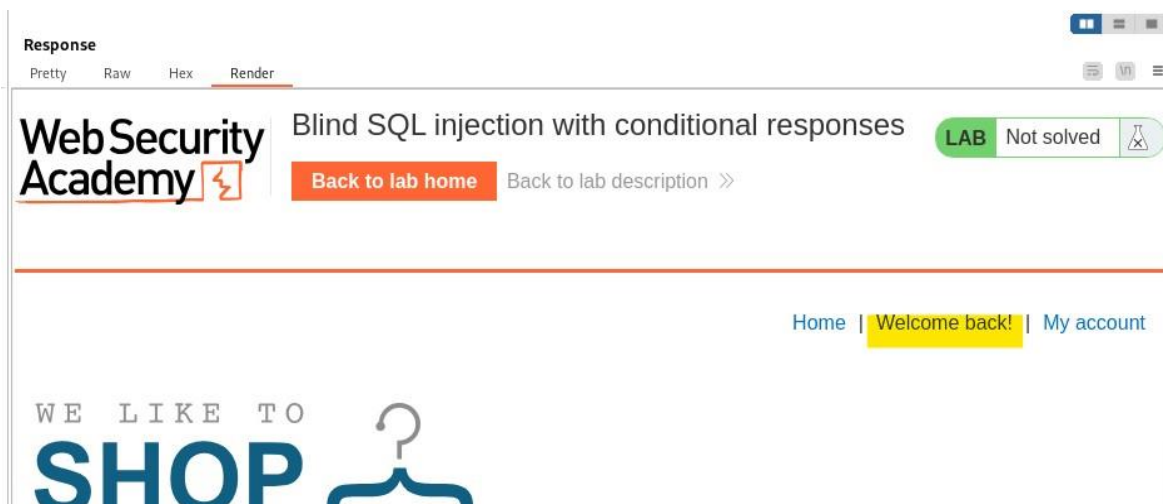 Response
Pretty Raw Hex Render
\n
Web Security
Academy
Blind SQL injection with conditional responses
Back to lab home Back to lab description »
LAB Not solved
Home | Welcome back! | My account
WE LIKE TO
SHOP